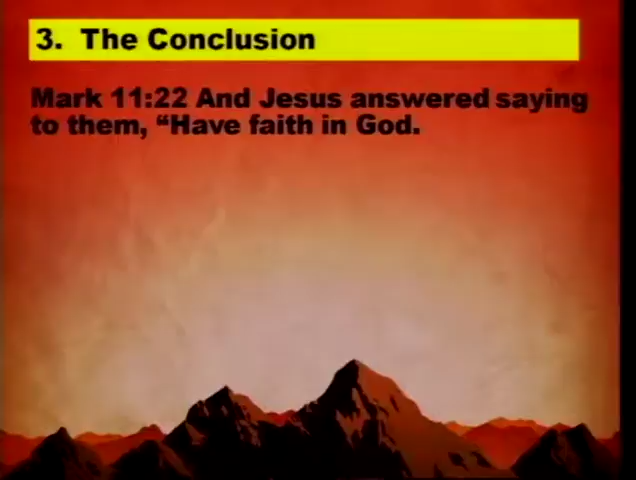 3. The Conclusion
Mark 11:22 And Jesus answered saying
to them, “Have faith in God.